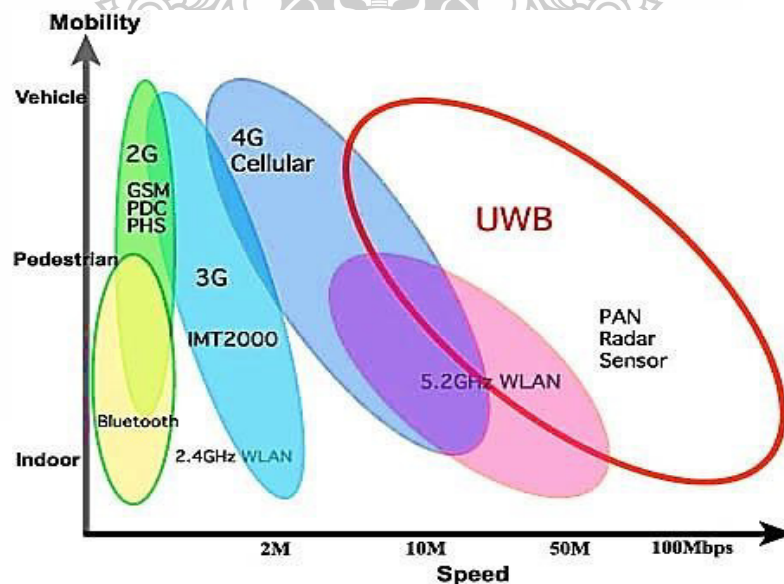 Mobility
Vehicle
4G
Cellular
2G
GSM
PDC
PHS
UWB
Pedestrian
3G
IMT2000
PAN
Radar
Sensor
5.2GHz WLAN
Bluetooth
Indoor
2.4GHz WLAN
2M
10M
50M
100Mbps
Speed